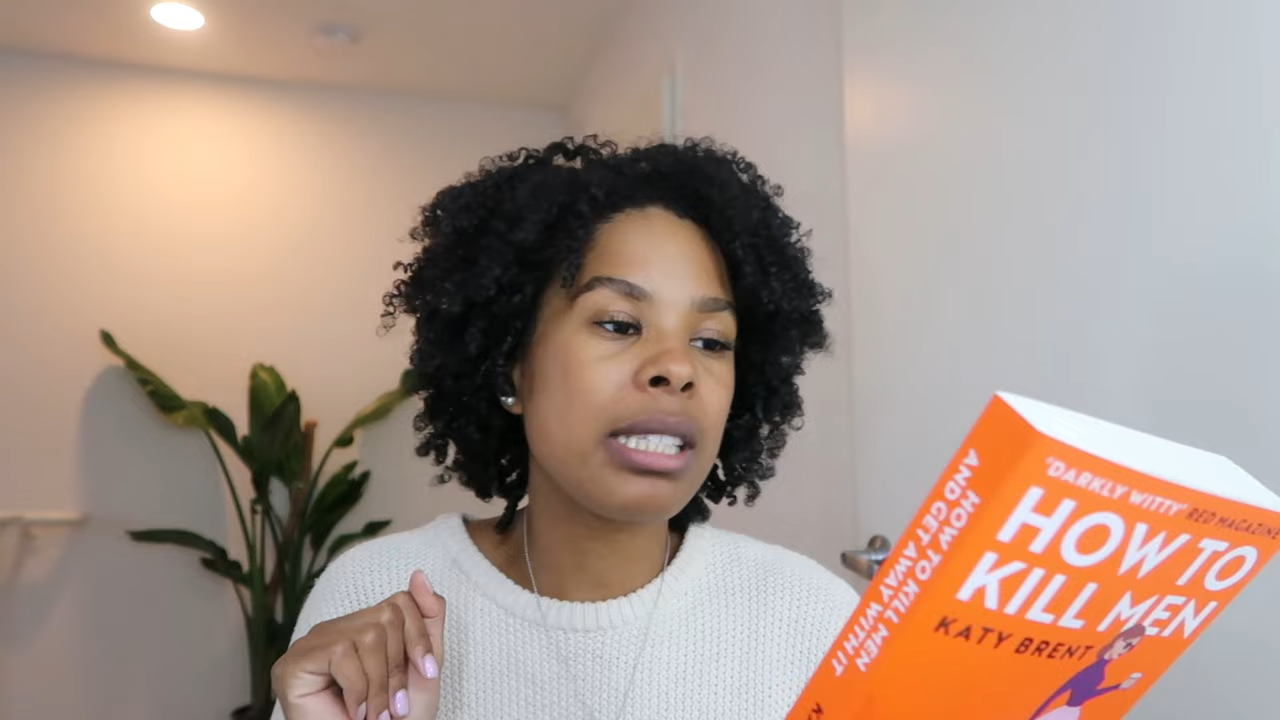 'DARKLY WITTY' RED MAGAZINE
HOW TO
KILL MEN
KATY BRENT
HOW TO KILL MEN
AND GET AWAY WITH IT